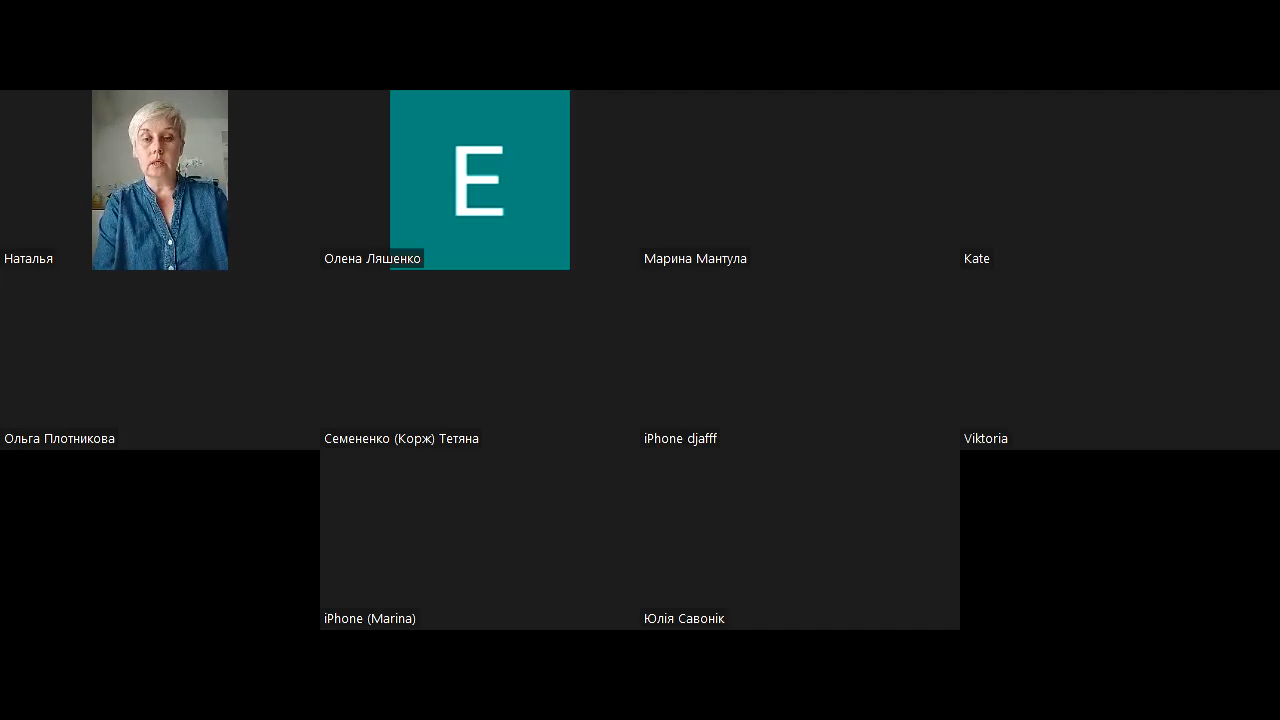 E
Наталья
Олена Ляшенко
Марина Мантула
Kate
Ольга Плотникова
Семененко (Корж) Тетяна
iPhone djafff
Viktoria
iPhone (Marina)
Юлія Савонік